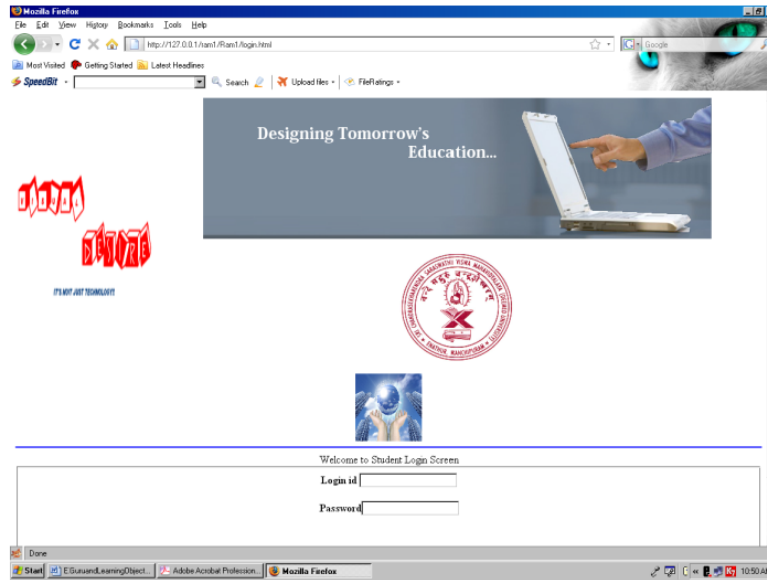 Mozilla Firefox
File Edit View History Bookmarks Tools Help
http://127.0.0.1/ram1/Ram1/login.html
Google
Most Visited Getting Started Latest Headlines
SpeedBit Search Upload files FileRatings
Designing Tomorrow's
Education...
DESIRE
IT'S NOT JUST TECHNOLOGY!
Welcome to Student Login Screen
Login id
Password
Done
Start E:GuruandLearningObject... Adobe Acrobat Profession... Mozilla Firefox 10:50 AM